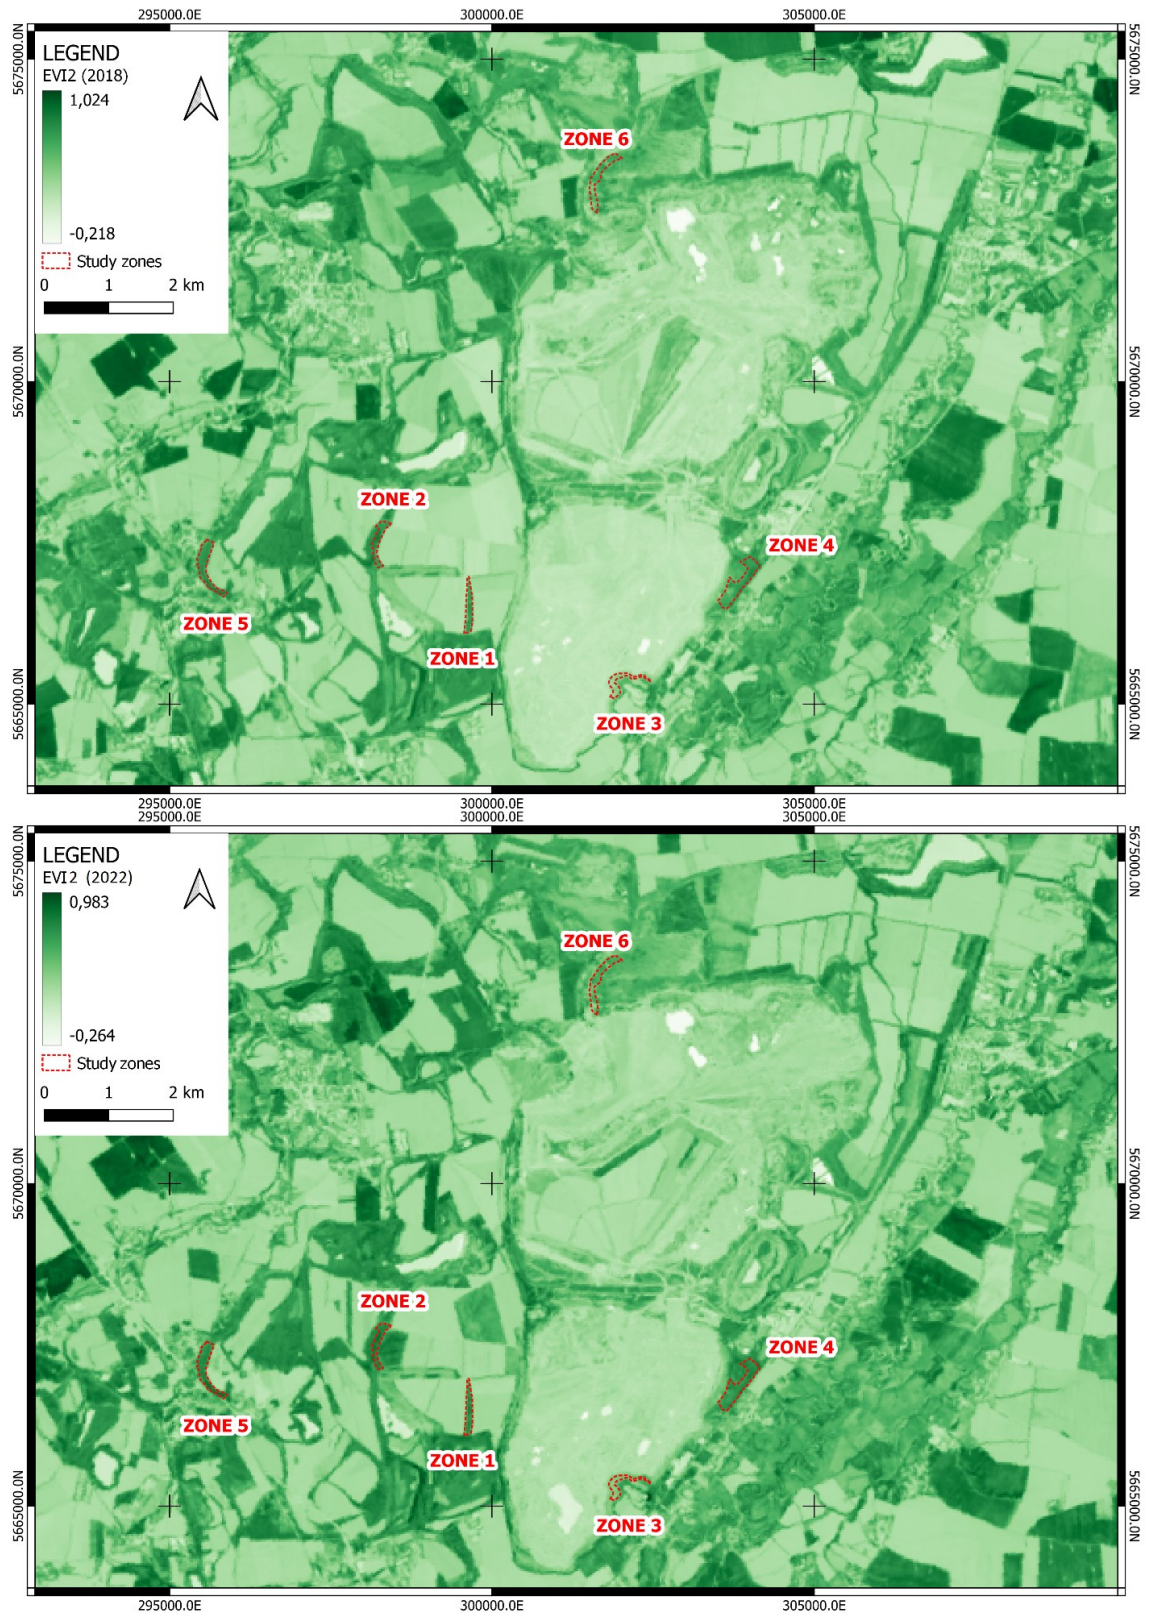 295000.0E 300000.0E 305000.0E
LEGEND
EVI2 (2018)
1,024
-0,218
Study zones
0 1 2 km
5675000.0N
5675000.0N
ZONE 6
5670000.0N
5670000.0N
ZONE 2
ZONE 4
ZONE 5
ZONE 1
ZONE 3
5665000.0N
5665000.0N
295000.0E 300000.0E 305000.0E
295000.0E 300000.0E 305000.0E
LEGEND
EVI2 (2022)
0,983
-0,264
Study zones
0 1 2 km
5675000.0N
5675000.0N
ZONE 6
5670000.0N
5670000.0N
ZONE 2
ZONE 4
ZONE 5
ZONE 1
ZONE 3
5665000.0N
5665000.0N
295000.0E 300000.0E 305000.0E